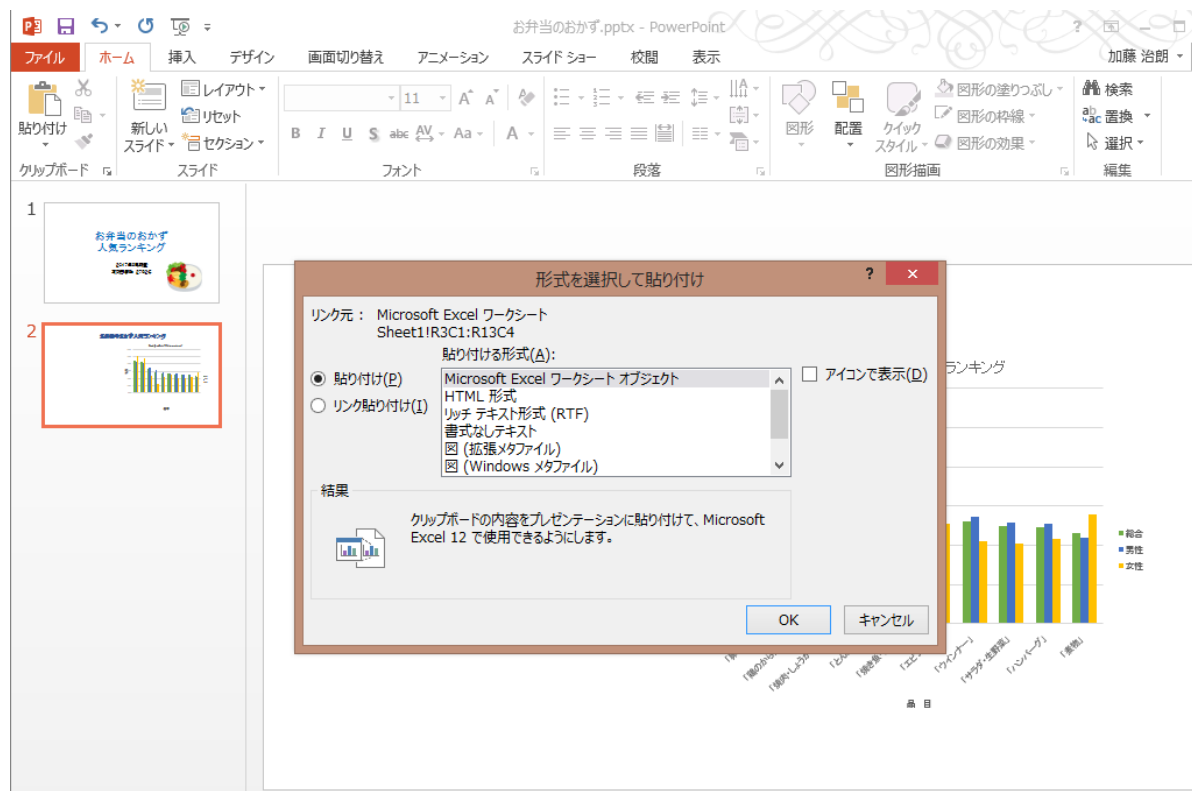 お弁当のおかず.pptx - PowerPoint
?
ファイル ホーム 挿入 デザイン 画面切り替え アニメーション スライド ショー 校閲 表示 加藤 治朗
貼り付け
新しい
スライド
レイアウト
リセット
セクション
11
A A
B I U S abc AV Aa A
図形
配置
クイック
スタイル
図形の塗りつぶし
図形の枠線
図形の効果
検索
置換
選択
クリップボード スライド フォント 段落 図形描画 編集
1
お弁当のおかず
人気ランキング
2
形式を選択して貼り付け
?
リンク元： Microsoft Excel ワークシート
Sheet1!R3C1:R13C4
貼り付ける形式(A):
貼り付け(P)
リンク貼り付け(I)
Microsoft Excel ワークシート オブジェクト
HTML 形式
リッチ テキスト形式 (RTF)
書式なしテキスト
図 (拡張メタファイル)
図 (Windows メタファイル)
アイコンで表示(D)
結果
クリップボードの内容をプレゼンテーションに貼り付けて、Microsoft
Excel 12 で使用できるようにします。
OK
キャンセル
ランキング
総合
男性
女性
「ウインナー」
「サラダ・生野菜」
「ハンバーグ」
「煮物」
品 目